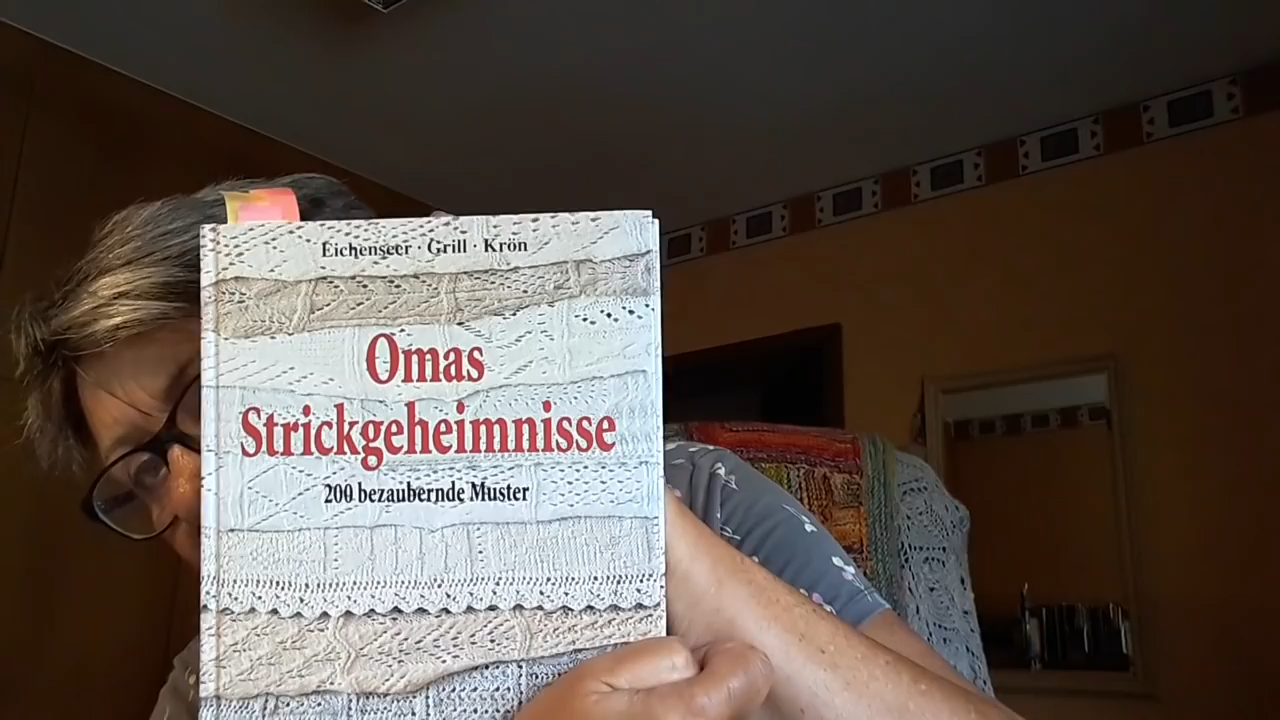 Eichenseer · Grill · Krön
Omas
Strickgeheimnisse
200 bezaubernde Muster